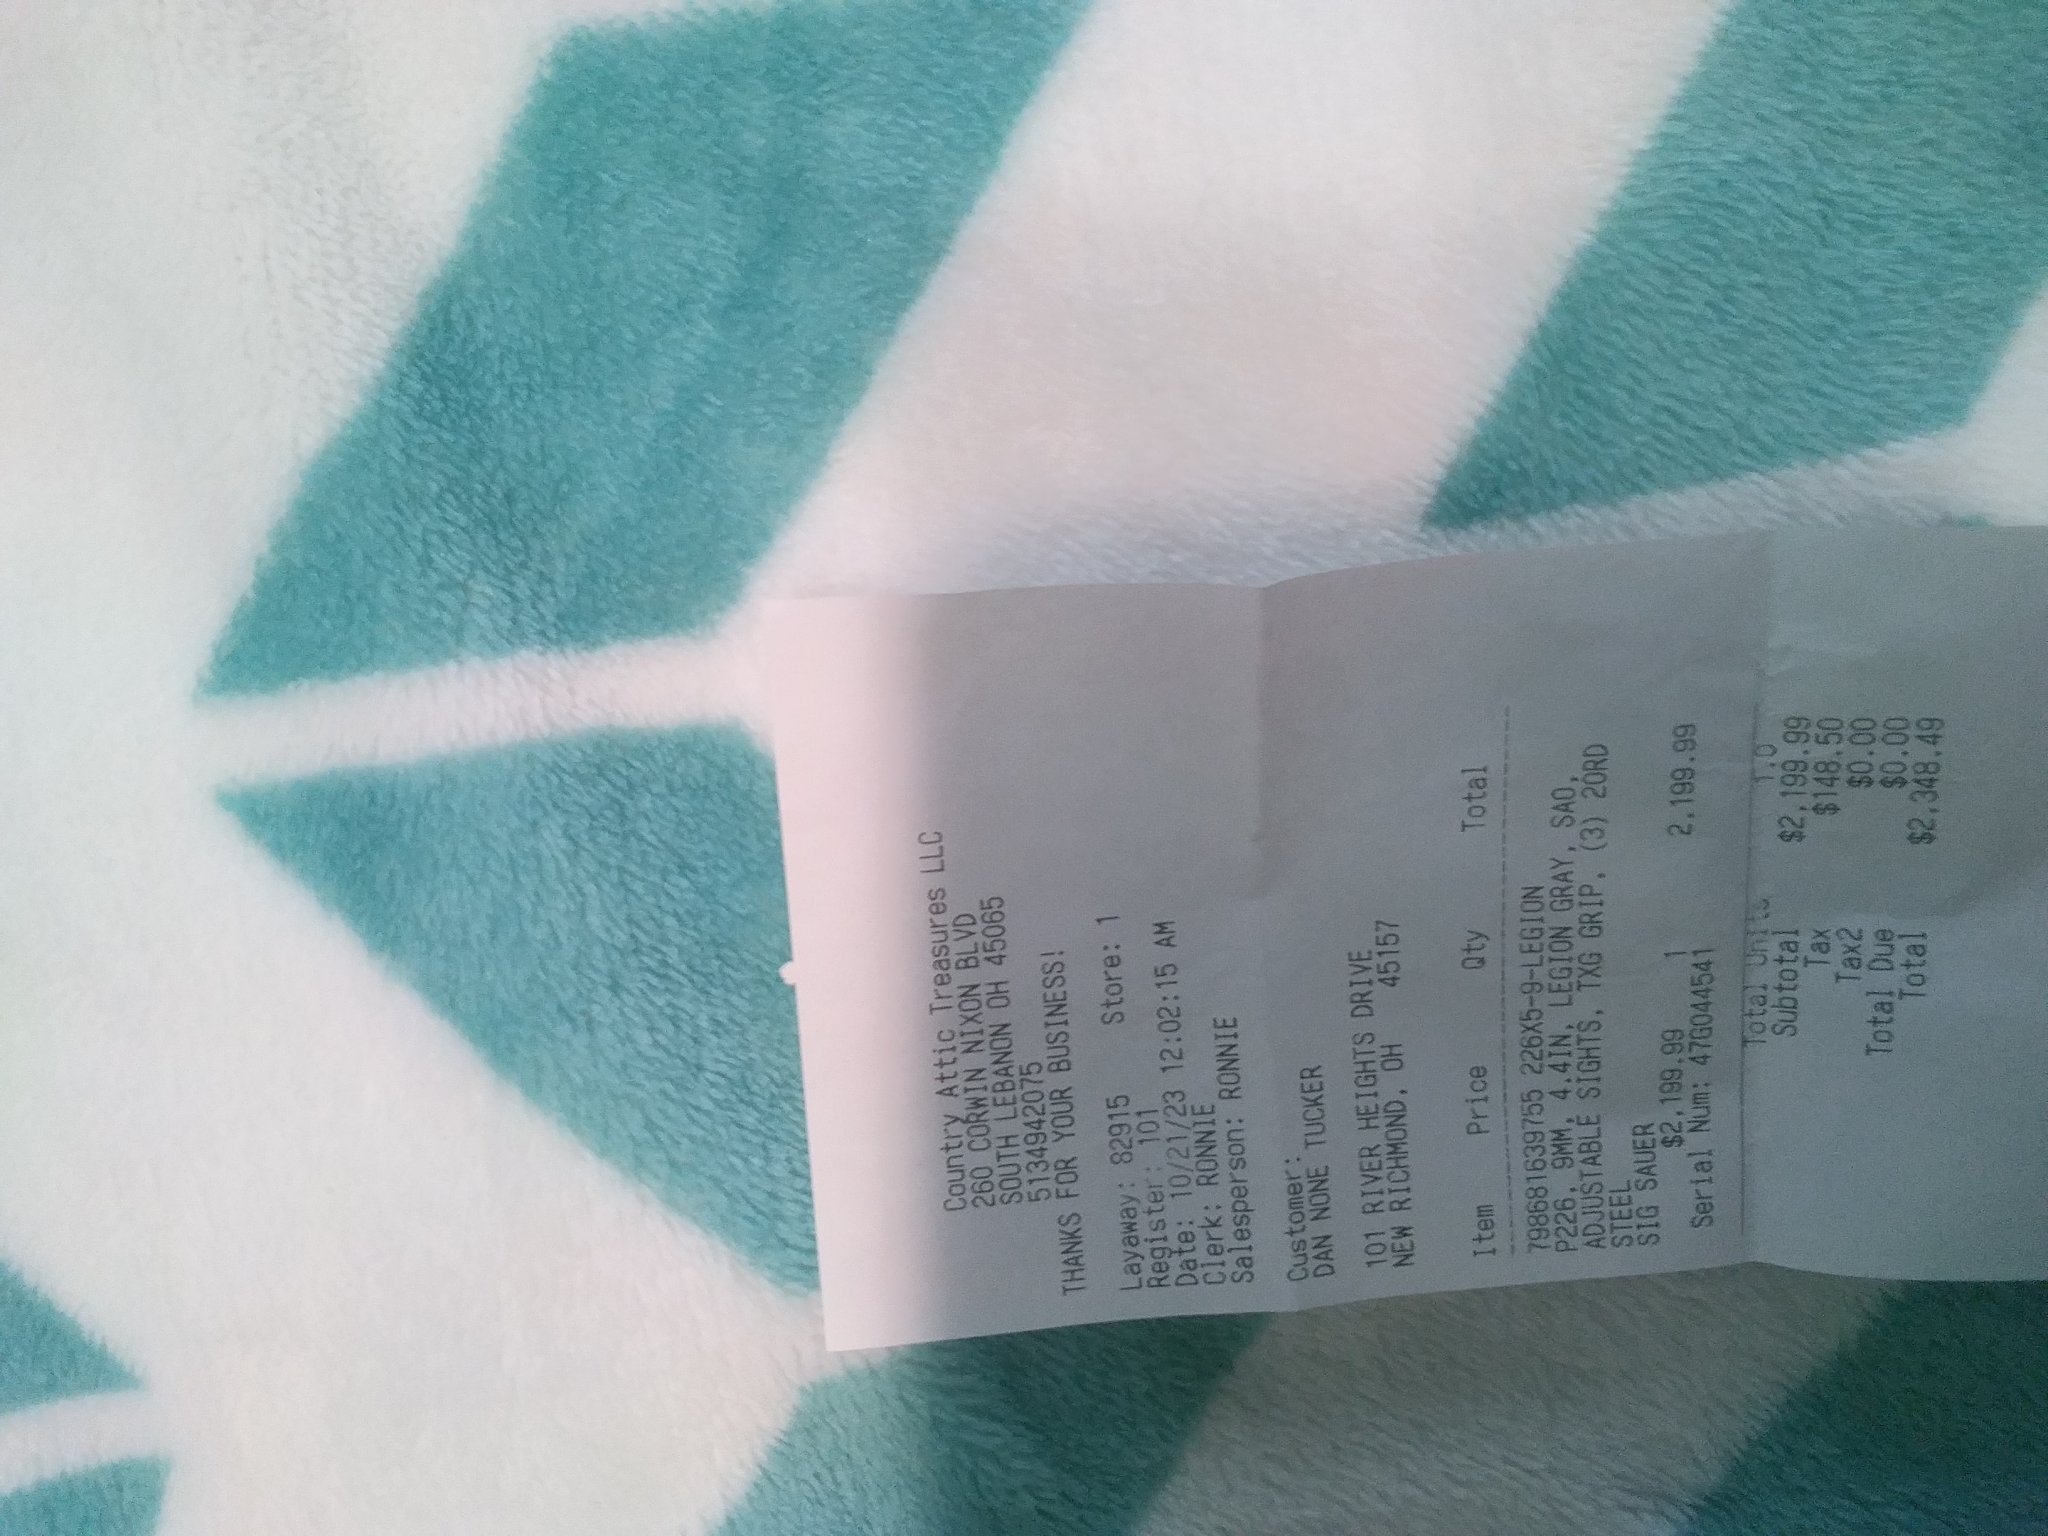 Country Attic Treasures LLC
260 CORWIN NIXON BLVD
SOUTH LEBANON OH 45065
5134942075
THANKS FOR YOUR BUSINESS!
Layaway: 82915 Store: 1
Register: 101
Date: 10/21/23 12:02:15 AM
Clerk: RONNIE
Salesperson: RONNIE
Customer:
DAN NONE TUCKER
101 RIVER HEIGHTS DRIVE
NEW RICHMOND, OH 45157
Item Price Qty Total
798681639755 226X5-9-LEGION
P226, 9MM, 4.4IN, LEGION GRAY, SAO,
ADJUSTABLE SIGHTS, TXG GRIP, (3) 20RD
STEEL
SIG SAUER
$2,199.99 1 2,199.99
Serial Num: 47G044541
Total Units 1.0
Subtotal $2,199.99
Tax $148.50
Tax2 $0.00
Total Due $0.00
Total $2,348.49